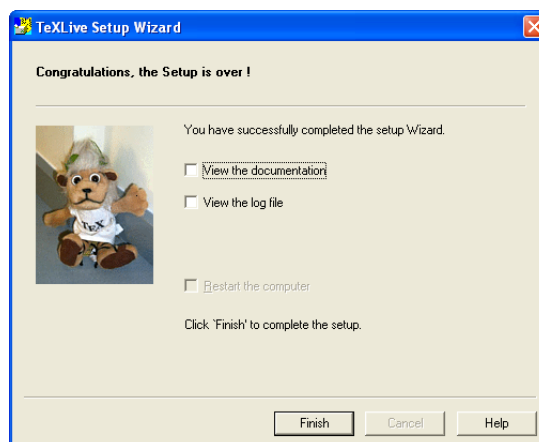 TeXLive Setup Wizard
Congratulations, the Setup is over !
You have successfully completed the setup Wizard.
View the documentation
View the log file
TEX
Restart the computer
Click `Finish' to complete the setup.
Finish
Cancel
Help